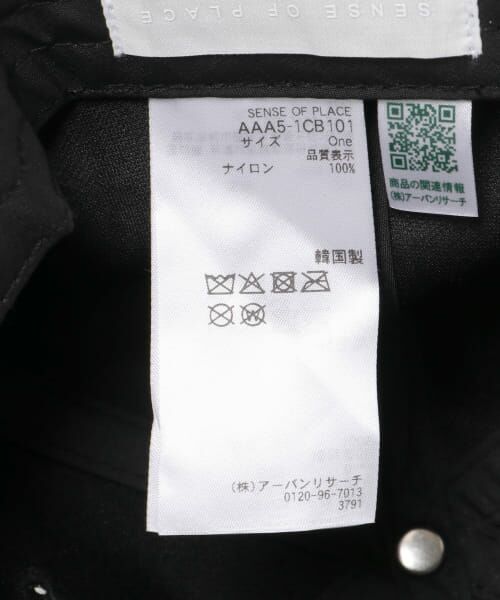 SENSE OF PLACE
SENSE OF PLACE
AAA5-1CB101
サイズ One
品質表示
ナイロン 100%
韓国製
(株)アーバンリサーチ
0120-96-7013
3791
商品の関連情報
(株)アーバンリサーチ